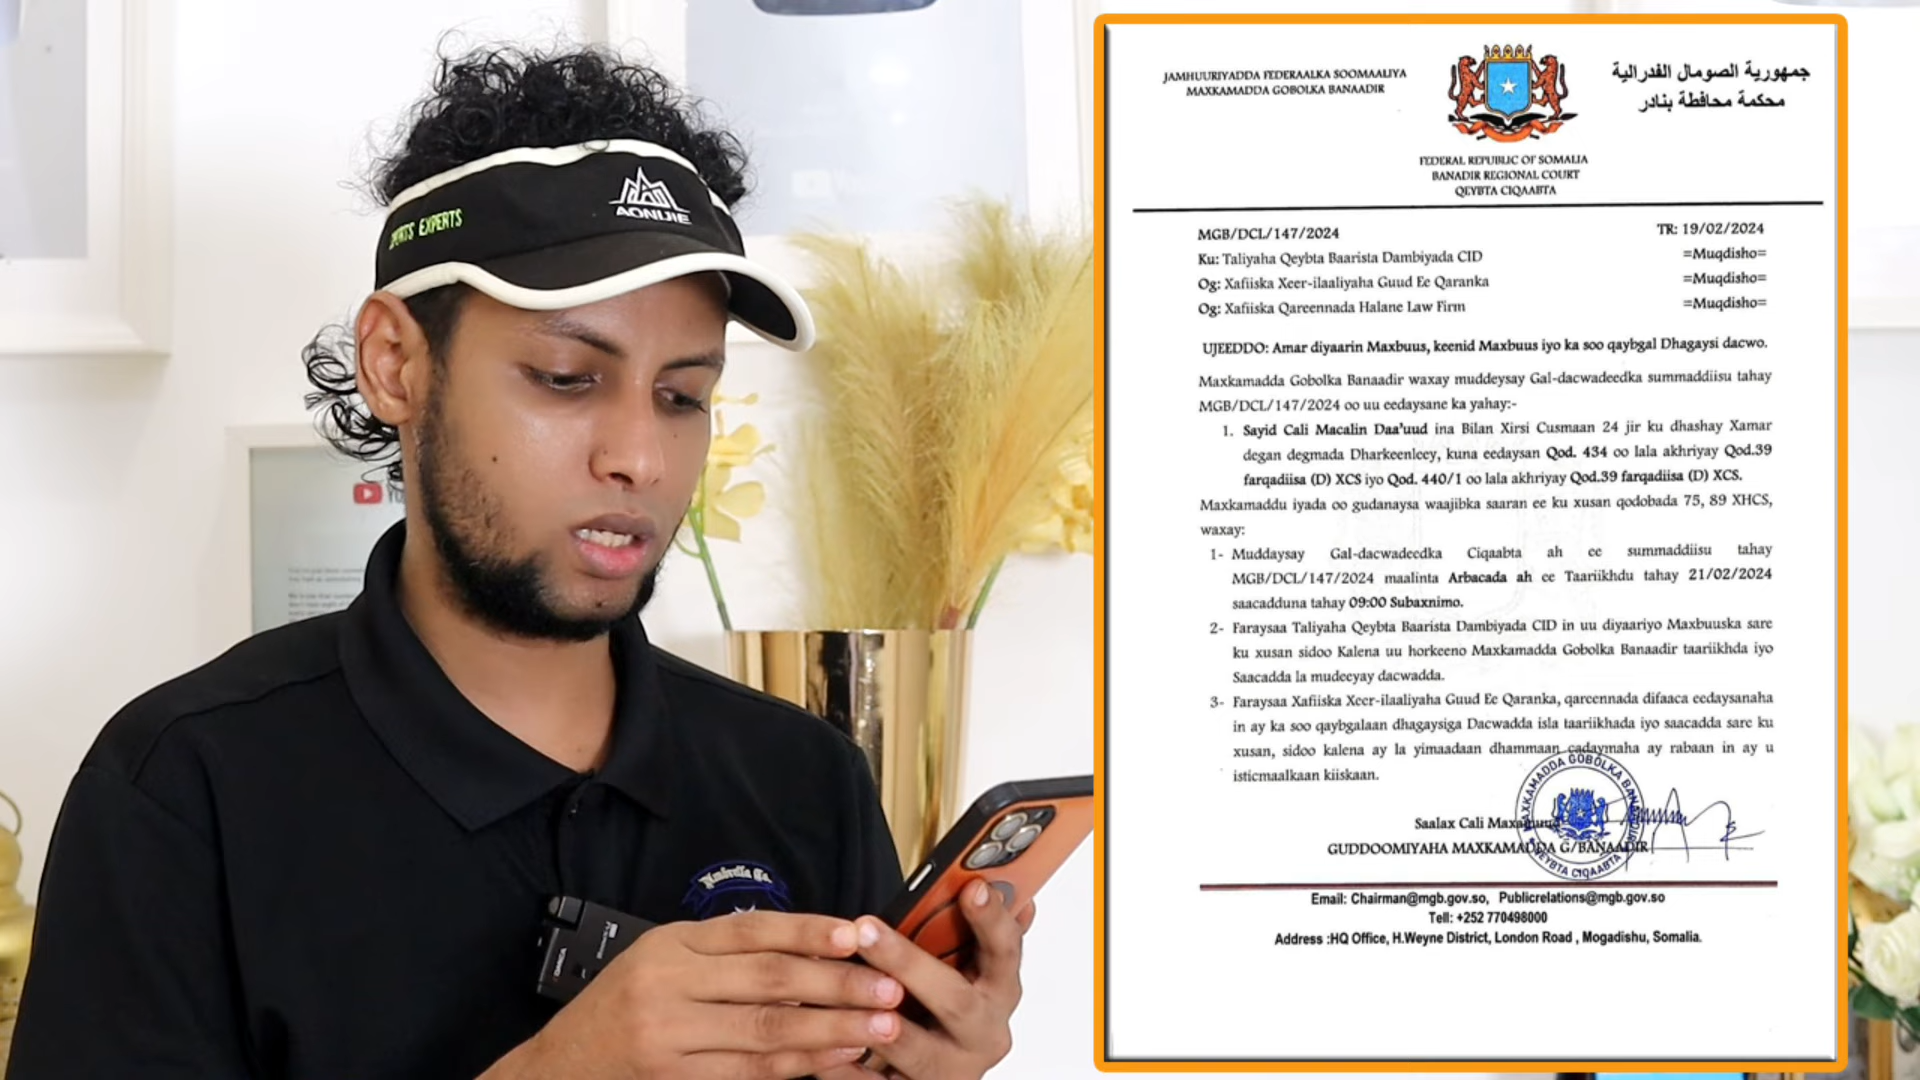 SPORTS EXPERTS
AONIJIE
Umbrella Co.
JAMHUURIYADDA FEDERAALKA SOOMAALIYA
MAXKAMADDA GOBOLKA BANAADIR
جمهورية الصومال الفدرالية
محكمة محافظة بنادر
FEDERAL REPUBLIC OF SOMALIA
BANADIR REGIONAL COURT
QEYBTA CIQAABTA
MGB/DCL/147/2024 TR: 19/02/2024
Ku: Taliyaha Qeybta Baarista Dambiyada CID =Muqdisho=
Og: Xafiiska Xeer-ilaaliyaha Guud Ee Qaranka =Muqdisho=
Og: Xafiiska Qareennada Halane Law Firm =Muqdisho=
UJEEDDO: Amar diyaarin Maxbuus, keenid Maxbuus iyo ka soo qaybgal Dhagaysi dacwo.
Maxkamadda Gobolka Banaadir waxay muddeysay Gal-dacwadeedka summaddiisu tahay
MGB/DCL/147/2024 oo uu eedaysane ka yahay:-
1. Sayid Cali Macalin Daa'uud ina Bilan Xirsi Cusmaan 24 jir ku dhashay Xamar
degan degmada Dharkeenleey, kuna eedaysan Qod. 434 oo lala akhriyay Qod.39
farqadiisa (D) XCS iyo Qod. 440/1 oo lala akhriyay Qod.39 farqadiisa (D) XCS.
Maxkamaddu iyada oo gudanaysa waajibka saaran ee ku xusan qodobada 75, 89 XHCS,
waxay:
1- Muddaysay Gal-dacwadeedka Ciqaabta ah ee summaddiisu tahay
MGB/DCL/147/2024 maalinta Arbacada ah ee Taariikhdu tahay 21/02/2024
saacadduna tahay 09:00 Subaxnimo.
2- Faraysaa Taliyaha Qeybta Baarista Dambiyada CID in uu diyaariyo Maxbuuska sare
ku xusan sidoo Kalena uu horkeeno Maxkamadda Gobolka Banaadir taariikhda iyo
Saacadda la mudeeyay dacwadda.
3- Faraysaa Xafiiska Xeer-ilaaliyaha Guud Ee Qaranka, qareennada difaaca eedaysanaha
in ay ka soo qaybgalaan dhagaysiga Dacwadda isla taariikhada iyo saacadda sare ku
xusan, sidoo kalena ay la yimaadaan dhammaan cadaymaha ay rabaan in ay u
isticmaalkaan kiiskaan.
Saalax Cali Maxamuud
GUDDOOMIYAHA MAXKAMADDA G/BANAADIR
MAXKAMADDA GOBOLKA BANAADIR
QEYBTA CIQAABTA
Email: Chairman@mgb.gov.so, Publicrelations@mgb.gov.so
Tell: +252 770498000
Address :HQ Office, H.Weyne District, London Road , Mogadishu, Somalia.